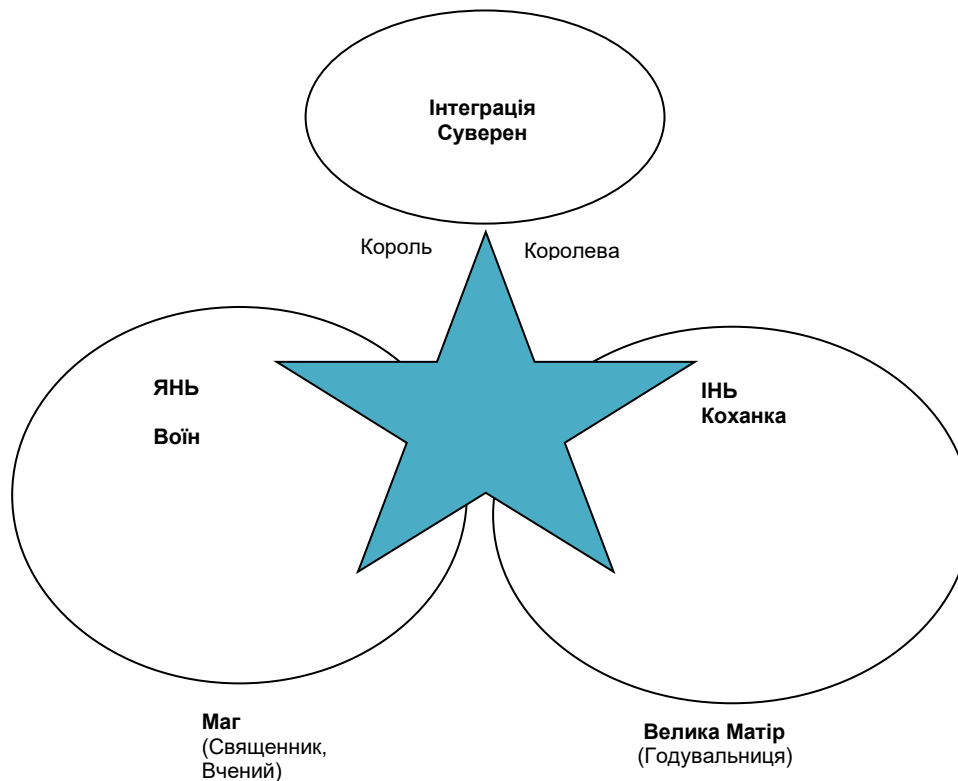 Інтеграція
Суверен
Король
Королева
ЯНЬ
Воїн
ІНЬ
Коханка
Маг
(Священник,
Вчений)
Велика Матір
(Годувальниця)